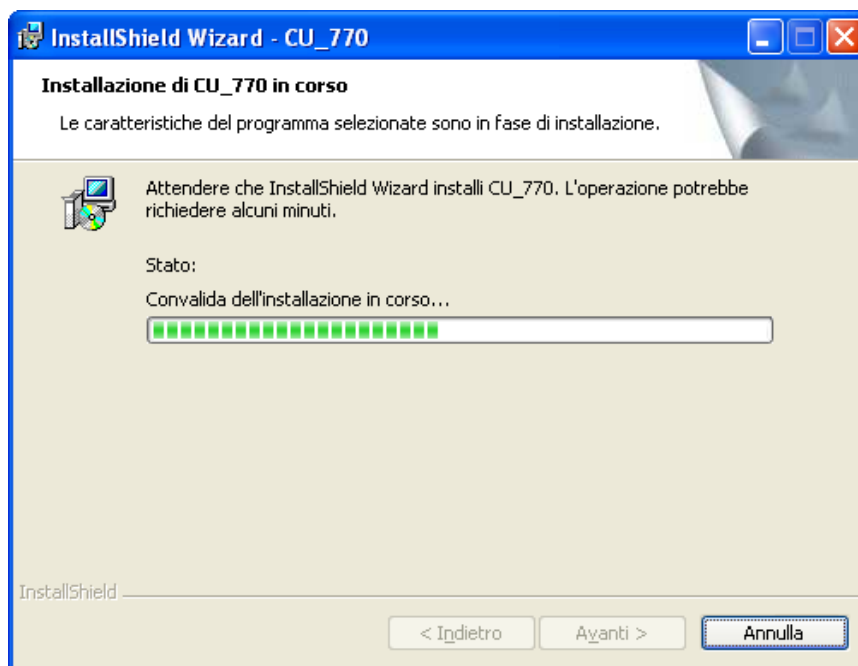 InstallShield Wizard - CU_770
Installazione di CU_770 in corso
Le caratteristiche del programma selezionate sono in fase di installazione.
Attendere che InstallShield Wizard installi CU_770. L'operazione potrebbe
richiedere alcuni minuti.
Stato:
Convalida dell'installazione in corso...
InstallShield
< Indietro
Avanti >
Annulla